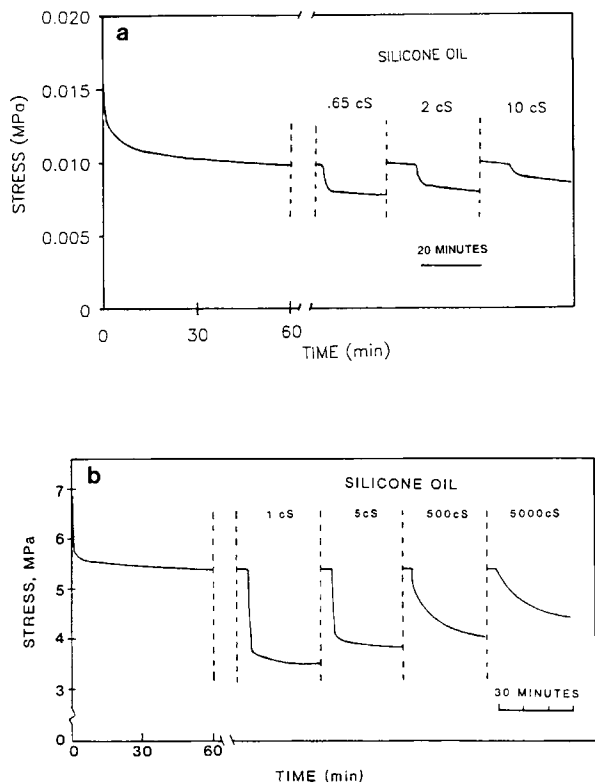 a
STRESS (MPa)
0.020
0.015
0.010
0.005
0
SILICONE OIL
.65 cS 2 cS 10 cS
20 MINUTES
0 30 60
TIME (min)
b
STRESS, MPa
7
6
5
4
3
0
SILICONE OIL
1 cS 5cS 500cS 5000cS
30 MINUTES
0 30 60
TIME (min)